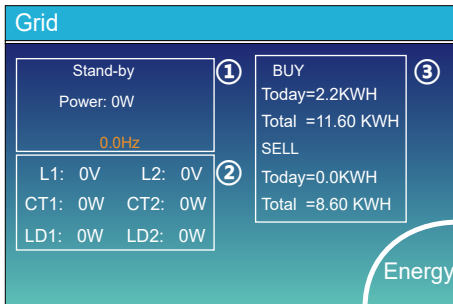 Grid
Stand-by
Power: 0W
0.0Hz
①
L1: 0V L2: 0V
CT1: 0W CT2: 0W
LD1: 0W LD2: 0W
②
BUY
Today=2.2KWH
Total =11.60 KWH
SELL
Today=0.0KWH
Total =8.60 KWH
③
Energy